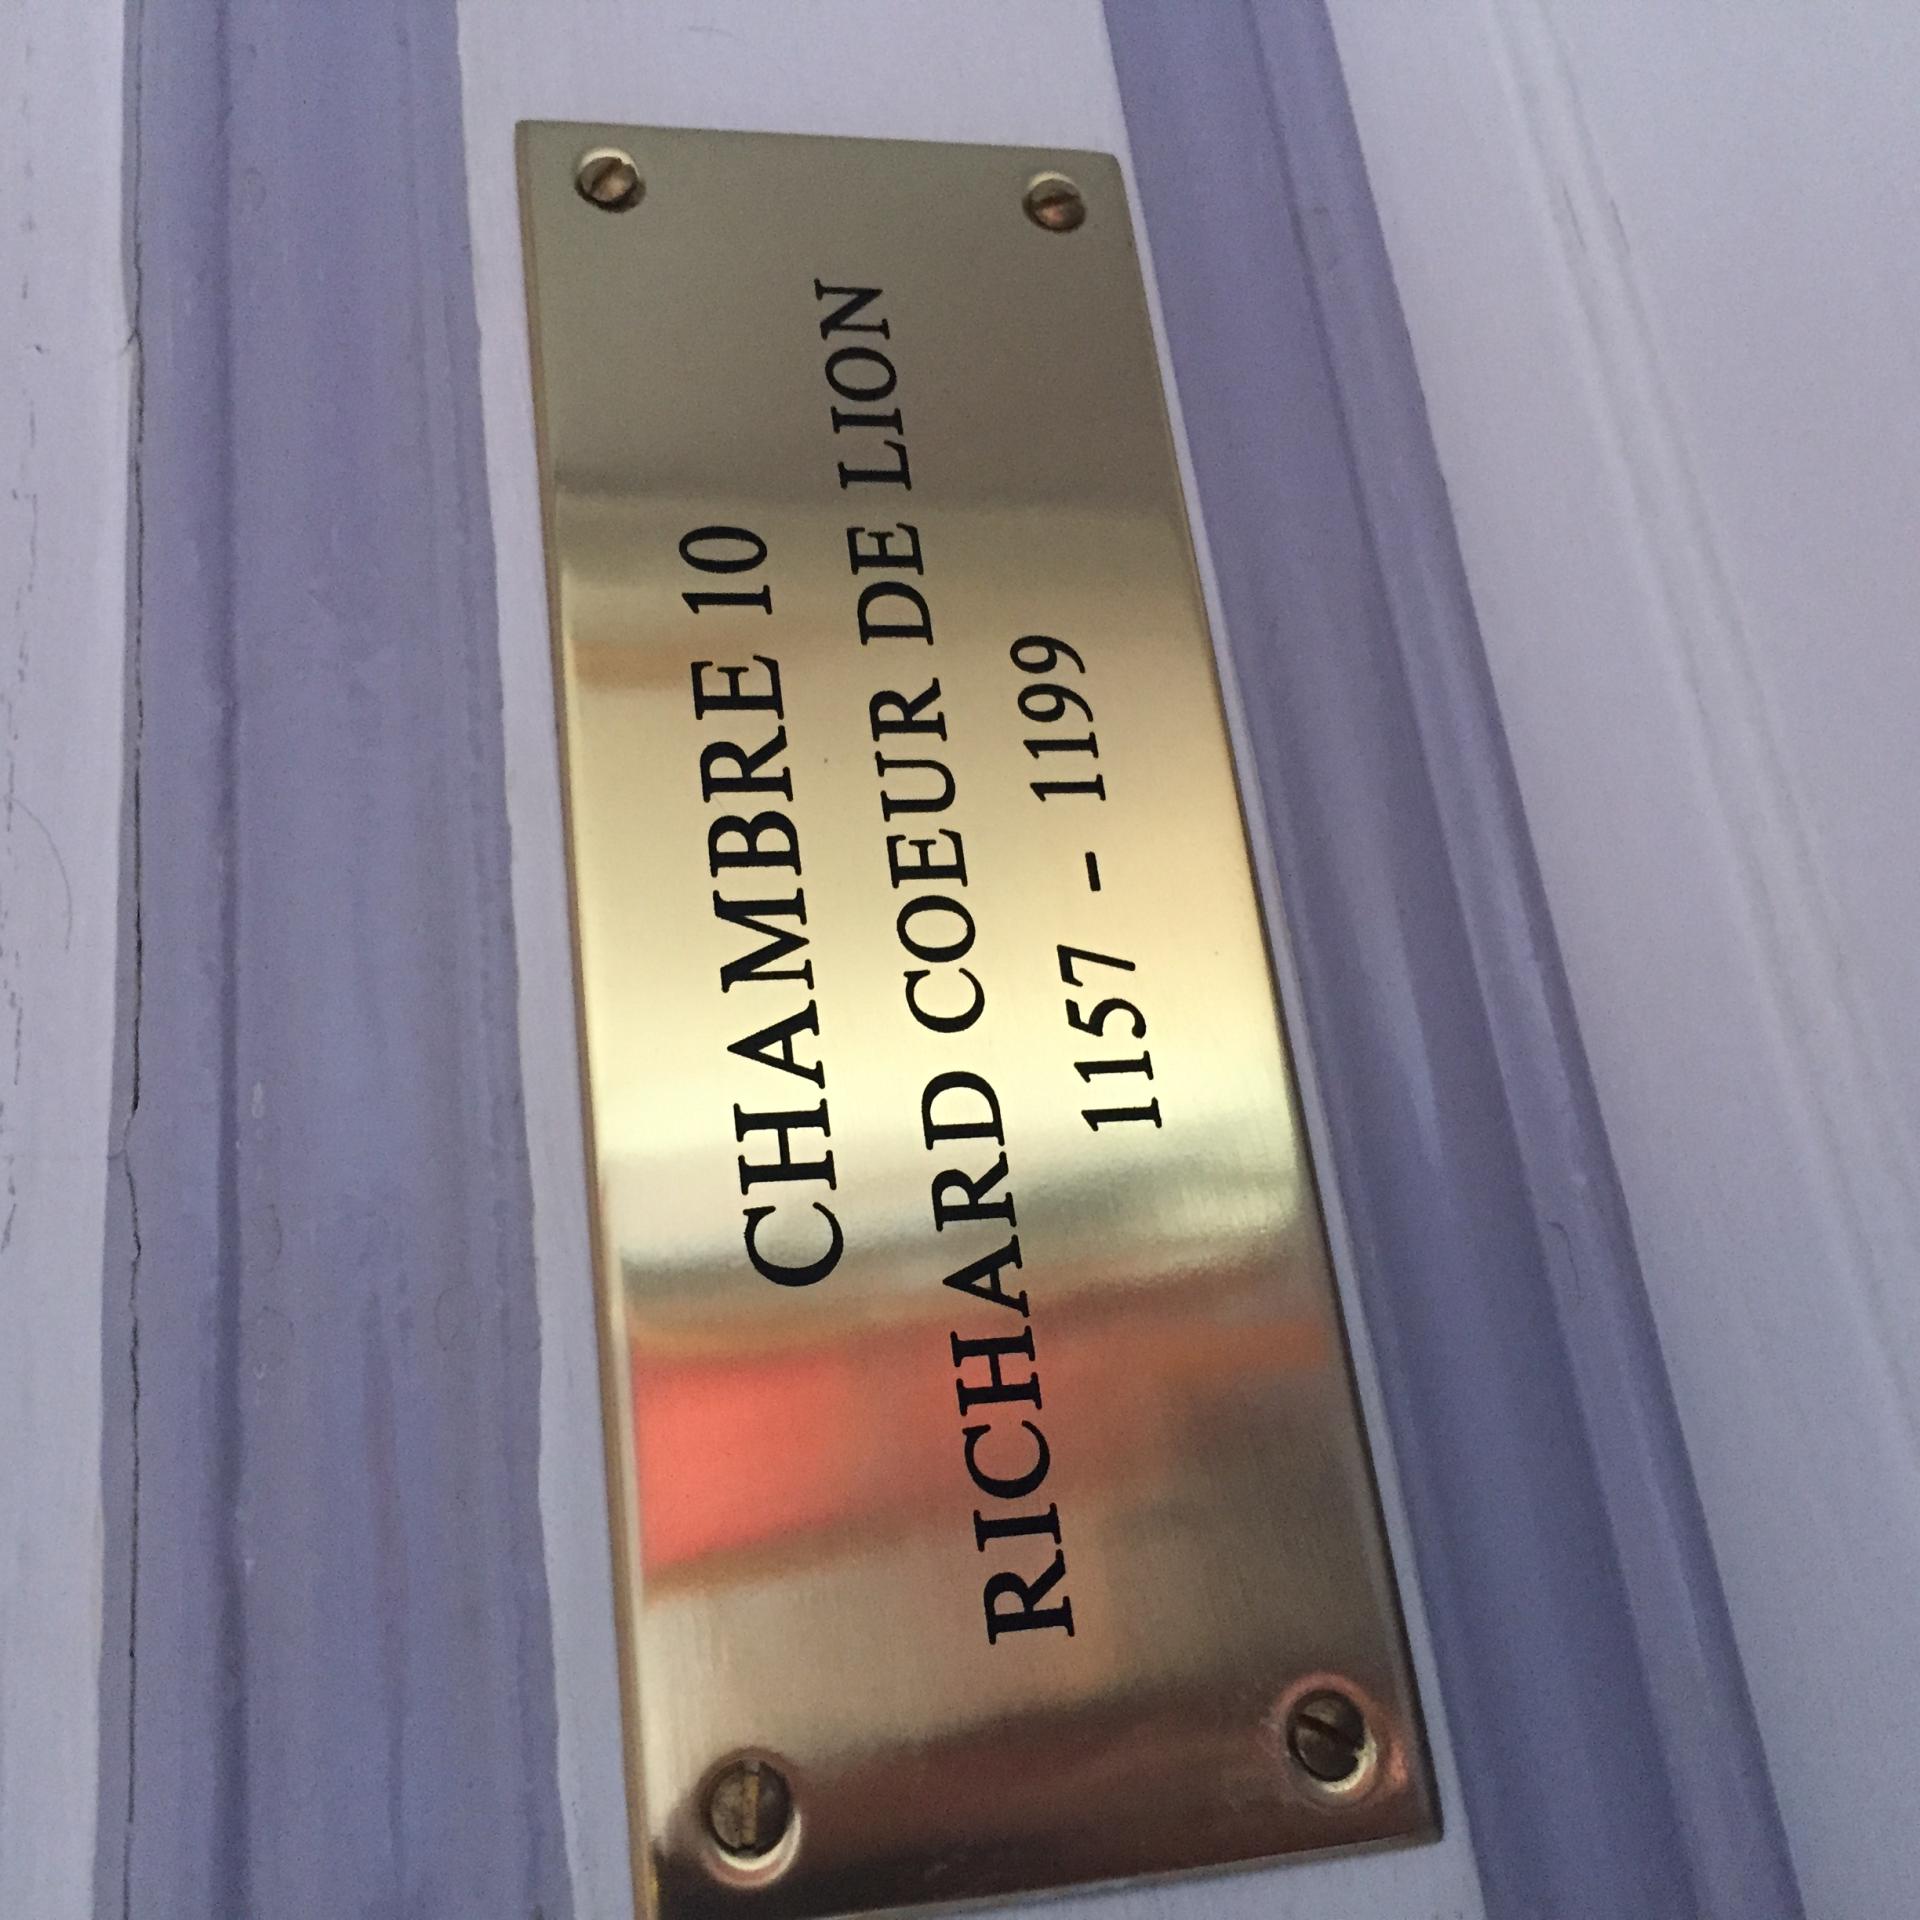 CHAMBRE 10
RICHARD COEUR DE LION
1157 - 1199